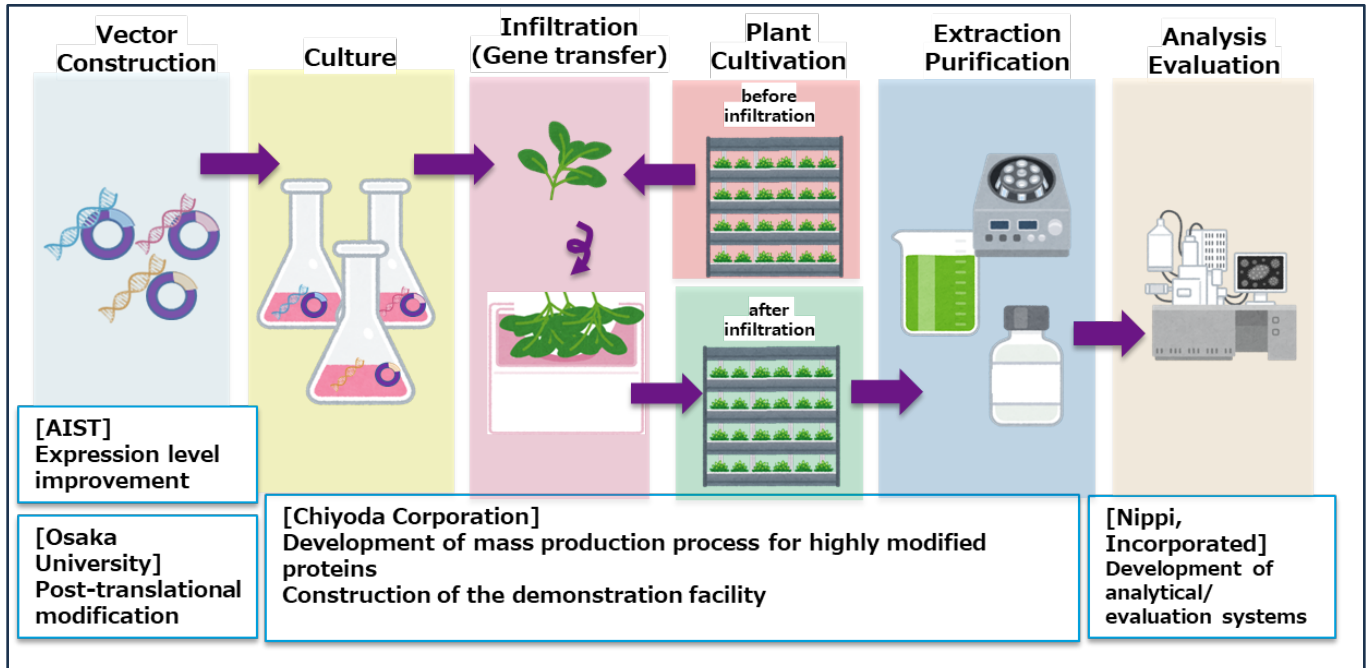 Vector
Construction
Culture
Infiltration
(Gene transfer)
Plant
Cultivation
Extraction
Purification
Analysis
Evaluation
before
infiltration
after
infiltration
[AIST]
Expression level
improvement
[Osaka
University]
Post-translational
modification
[Chiyoda Corporation]
Development of mass production process for highly modified
proteins
Construction of the demonstration facility
[Nippi,
Incorporated]
Development of
analytical/
evaluation systems